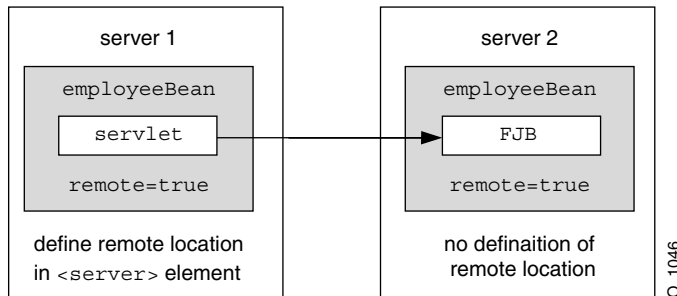 server 1
employeeBean
servlet
remote=true
define remote location
in <server> element
server 2
employeeBean
FJB
remote=true
no definaition of
remote location
O_1046